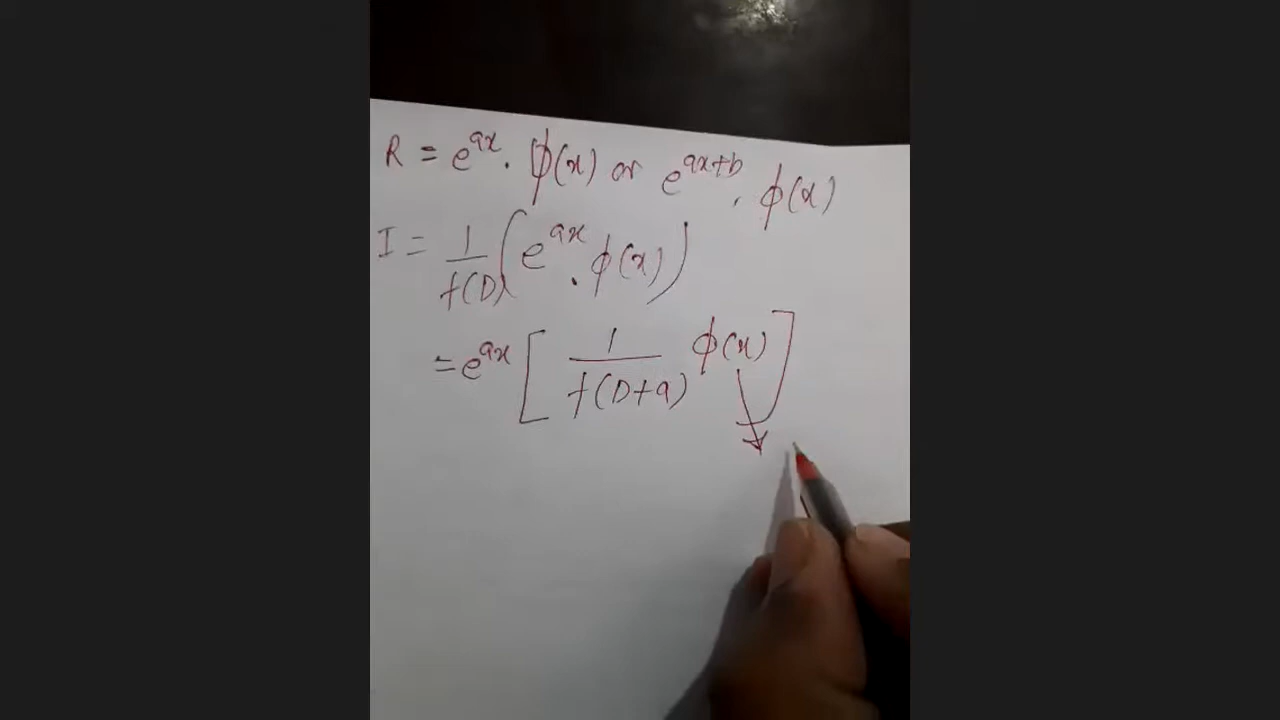 R = e^{ax} . ϕ(x) or e^{ax+b} . ϕ(x)
I = 1/f(D) (e^{ax} . ϕ(x))
= e^{ax} [ 1/f(D+a) ϕ(x) ]